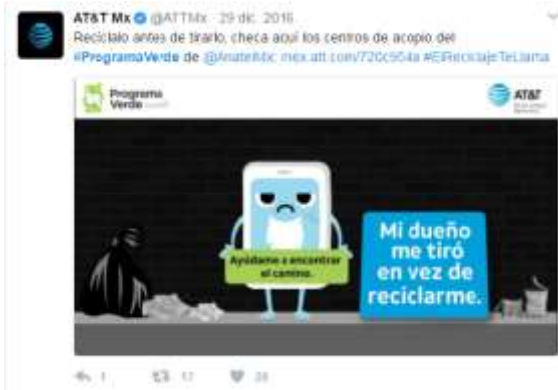 AT&T Mx @ATTMx · 29 dic. 2016
Recíclalo antes de tirarlo, checa aquí los centros de acopio del
#ProgramaVerde de @AnatelMx: mex.att.com/720c954a #ElReciclajeTeLlama
Programa
Verde
AT&T
Ayúdame a encontrar
el camino.
Mi dueño
me tiró
en vez de
reciclarme.
1 17 28